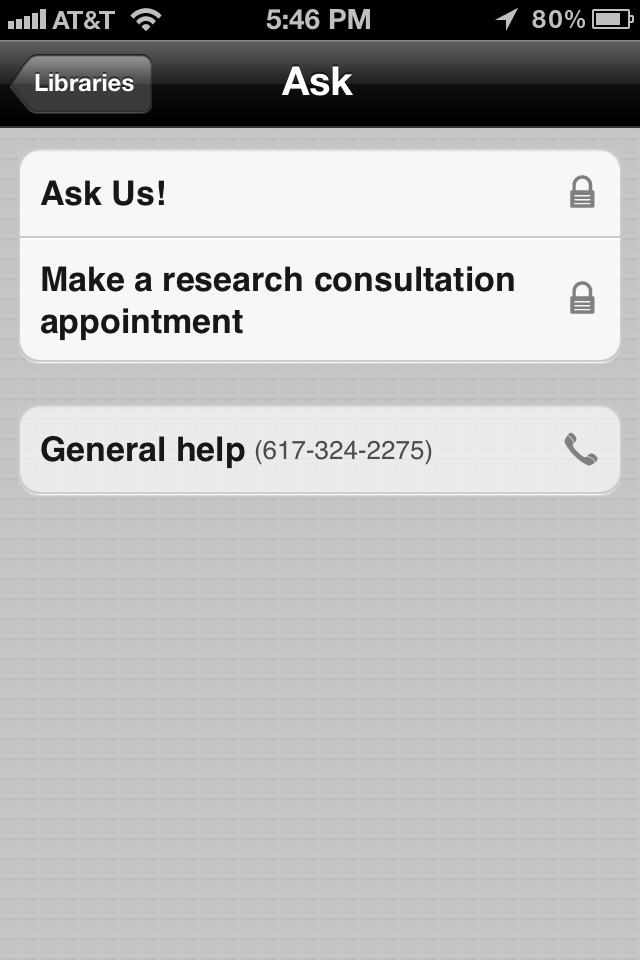 AT&T 5:46 PM 80%
Libraries Ask
Ask Us!
Make a research consultation
appointment
General help (617-324-2275)